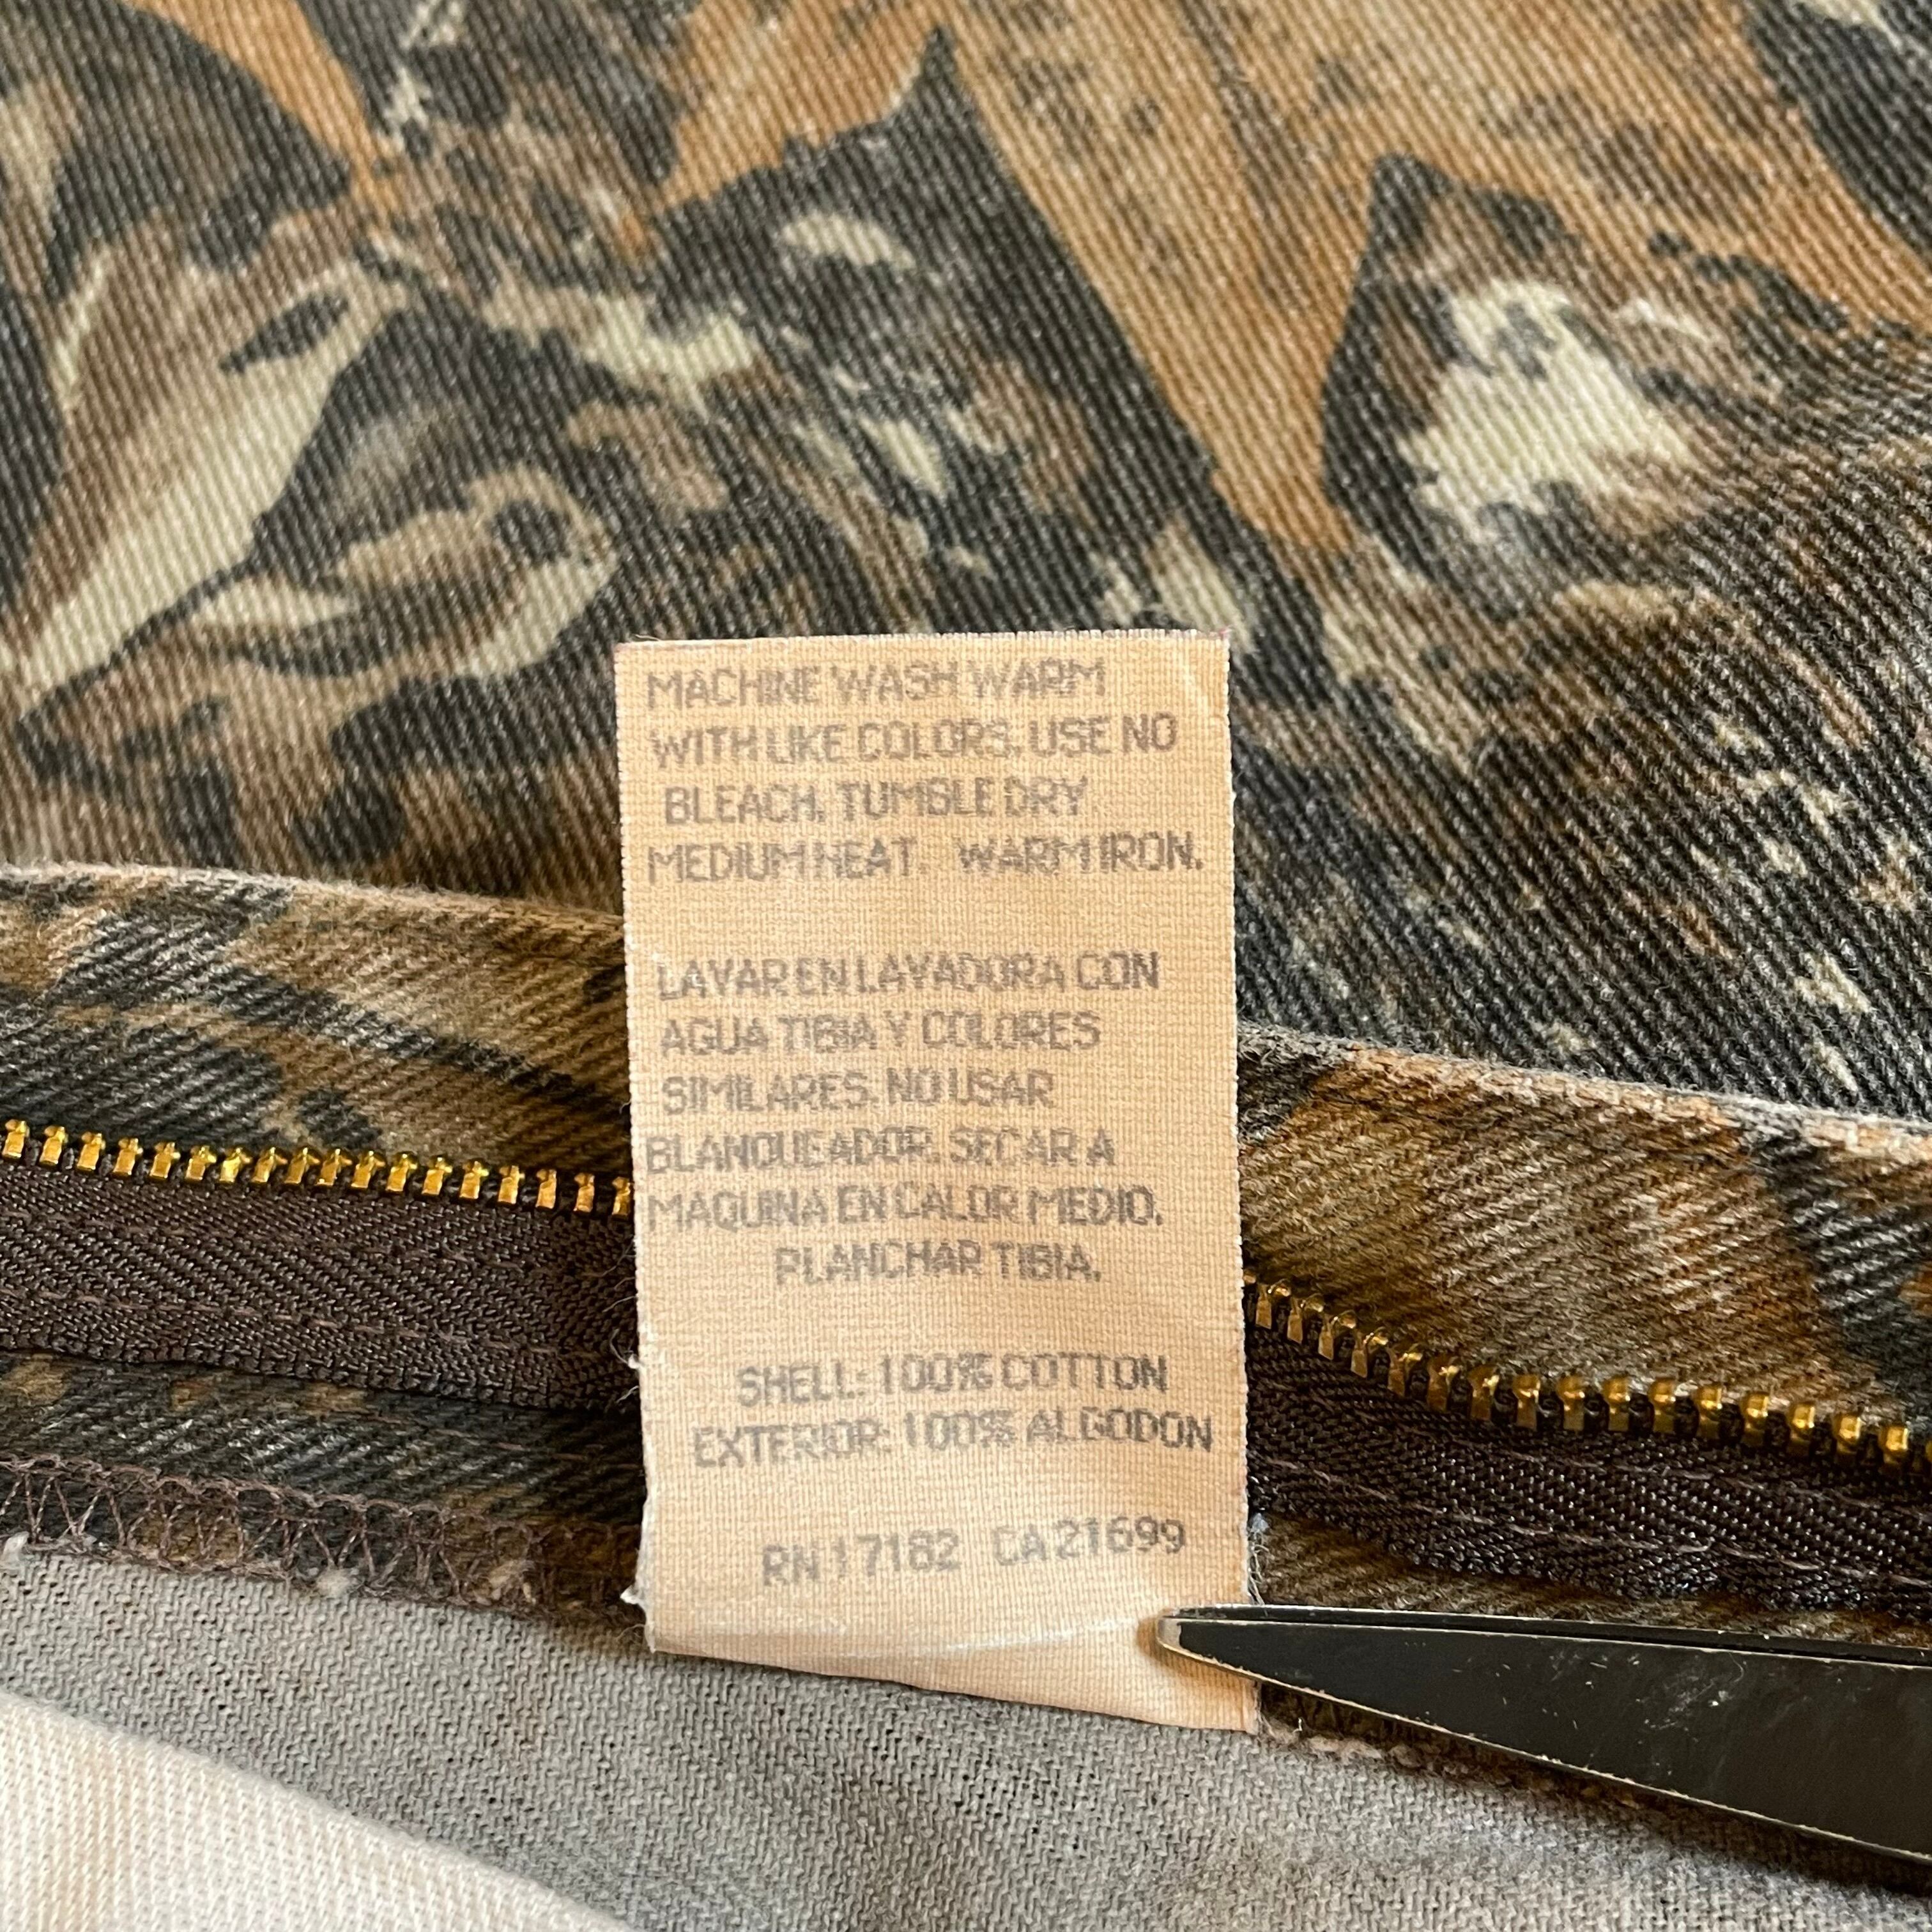 MACHINE WASH WARM
WITH LIKE COLORS. USE NO
BLEACH. TUMBLE DRY
MEDIUM HEAT. WARM IRON.
LAVAR EN LAVADORA CON
AGUA TIBIA Y COLORES
SIMILARES. NO USAR
BLANQUEADOR. SECAR A
MAQUINA EN CALOR MEDIO.
PLANCHAR TIBIA.
SHELL: 100% COTTON
EXTERIOR: 100% ALGODON
RN 17182 CA 21699